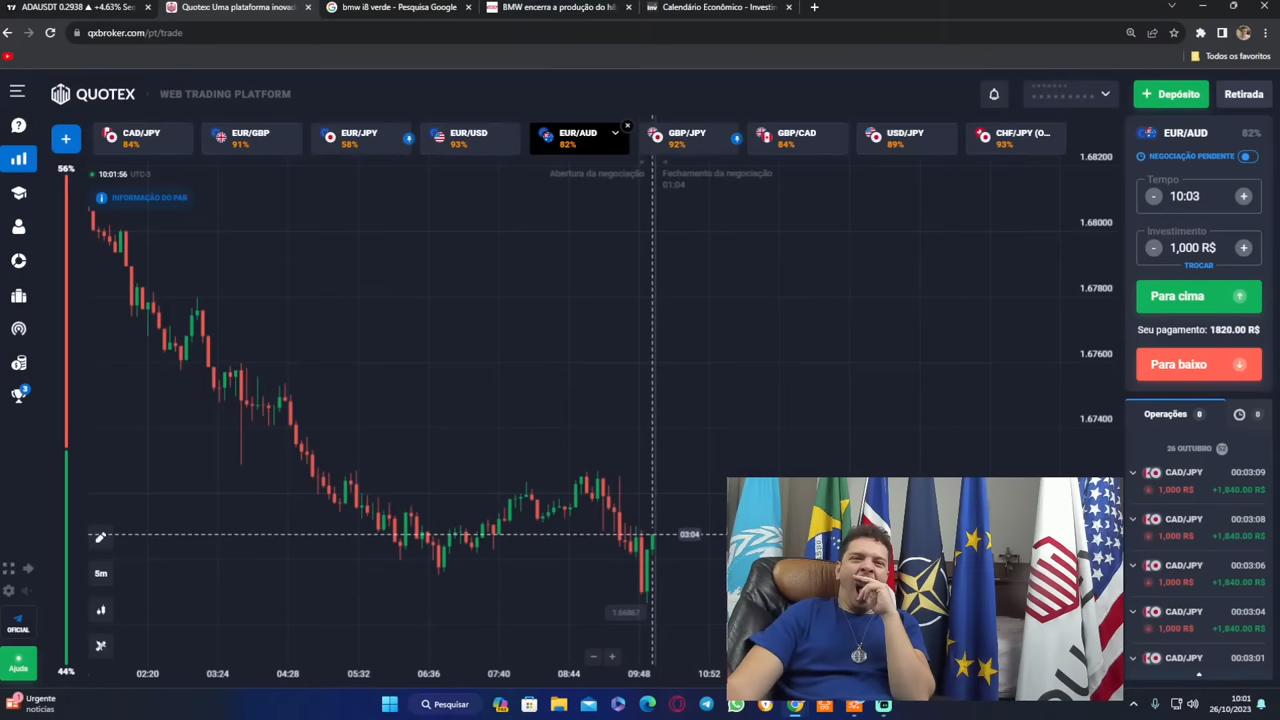 ADAUSDT 0.2938 ▲ +4.63% Sen
Quotex: Uma plataforma inovad
bmw i8 verde - Pesquisa Google
BMW encerra a produção do hí
Calendário Econômico - Investin
qxbroker.com/pt/trade
Todos os favoritos
QUOTEX
WEB TRADING PLATFORM
Depósito
Retirada
CAD/JPY
84%
EUR/GBP
91%
EUR/JPY
58%
EUR/USD
93%
EUR/AUD
82%
GBP/JPY
92%
GBP/CAD
84%
USD/JPY
89%
CHF/JPY (O...
93%
EUR/AUD 82%
NEGOCIAÇÃO PENDENTE
Tempo
- 10:03 +
Investimento
- 1,000 R$ +
TROCAR
Para cima
Seu pagamento: 1820.00 R$
Para baixo
Operações 0
0
26 OUTUBRO 52
CAD/JPY 00:03:09
1,000 R$ +1,840.00 R$
CAD/JPY 00:03:08
1,000 R$ +1,840.00 R$
CAD/JPY 00:03:06
1,000 R$ +1,840.00 R$
CAD/JPY 00:03:04
1,000 R$ +1,840.00 R$
CAD/JPY 00:03:01
56%
10:01:56 UTC-3
INFORMAÇÃO DO PAR
Abertura da negociação
Fechamento da negociação
01:04
1.68200
1.68000
1.67800
1.67600
1.67400
03:04
1.66867
5m
3
OFICIAL
Ajuda
44%
02:20
03:24
04:28
05:32
06:36
07:40
08:44
09:48
10:52
1
Urgente
notícias
Pesquisar
10:01
26/10/2023